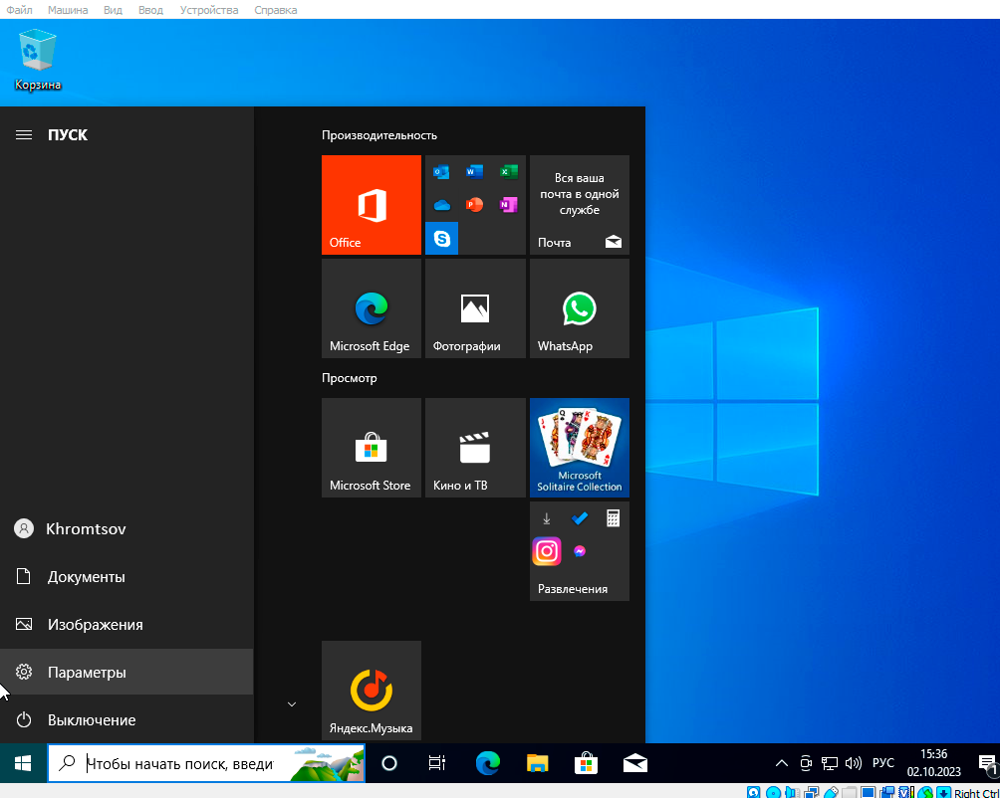 Файл Машина Вид Ввод Устройства Справка
Корзина
ПУСК
Производительность
Office
Вся ваша
почта в одной
службе
Почта
Microsoft Edge
Фотографии
WhatsApp
Просмотр
Microsoft Store
Кино и ТВ
Microsoft
Solitaire Collection
Развлечения
Яндекс.Музыка
Khromtsov
Документы
Изображения
Параметры
Выключение
Чтобы начать поиск, введит
РУС
15:36
02.10.2023
1
Right Ctrl